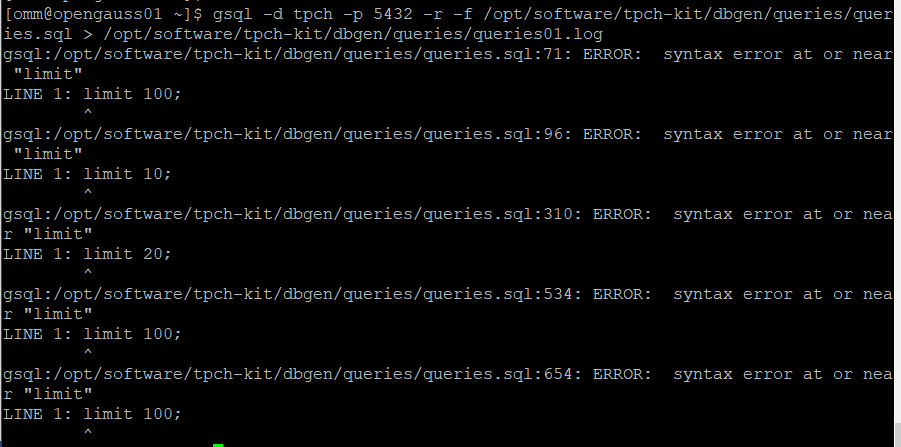 [omm@opengauss01 ~]$ gsql -d tpch -p 5432 -r -f /opt/software/tpch-kit/dbgen/queries/quer
ies.sql > /opt/software/tpch-kit/dbgen/queries/queries01.log
gsql:/opt/software/tpch-kit/dbgen/queries/queries.sql:71: ERROR:  syntax error at or near
 "limit"
LINE 1: limit 100;
        ^
gsql:/opt/software/tpch-kit/dbgen/queries/queries.sql:96: ERROR:  syntax error at or near
 "limit"
LINE 1: limit 10;
        ^
gsql:/opt/software/tpch-kit/dbgen/queries/queries.sql:310: ERROR:  syntax error at or nea
r "limit"
LINE 1: limit 20;
        ^
gsql:/opt/software/tpch-kit/dbgen/queries/queries.sql:534: ERROR:  syntax error at or nea
r "limit"
LINE 1: limit 100;
        ^
gsql:/opt/software/tpch-kit/dbgen/queries/queries.sql:654: ERROR:  syntax error at or nea
r "limit"
LINE 1: limit 100;
        ^